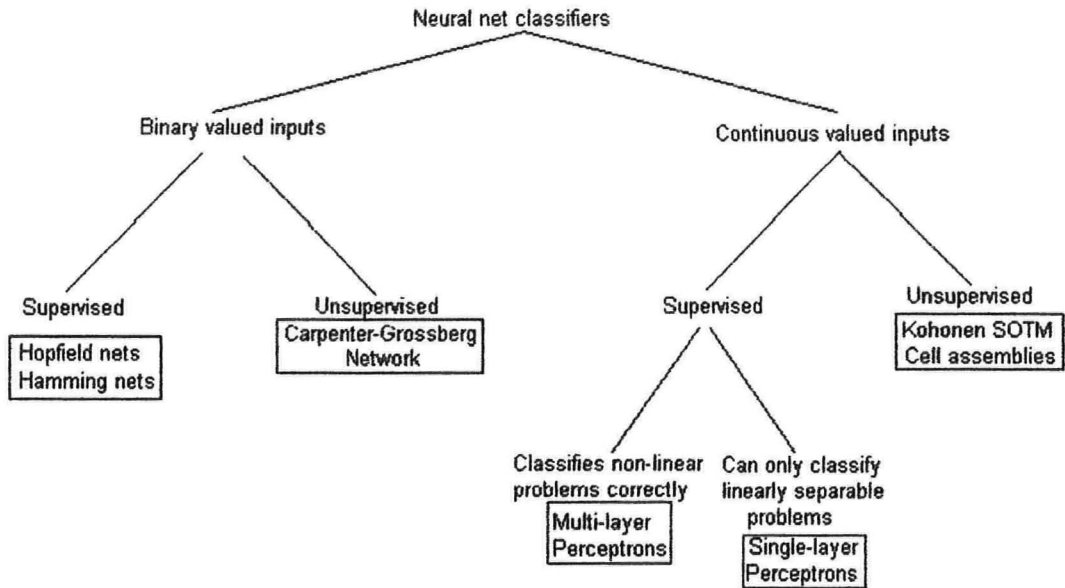 Neural net classifiers
Binary valued inputs
Continuous valued inputs
Supervised
Hopfield nets
Hamming nets
Unsupervised
Carpenter-Grossberg
Network
Supervised
Unsupervised
Kohonen SOTM
Cell assemblies
Classifies non-linear
problems correctly
Multi-layer
Perceptrons
Can only classify
linearly separable
problems
Single-layer
Perceptrons